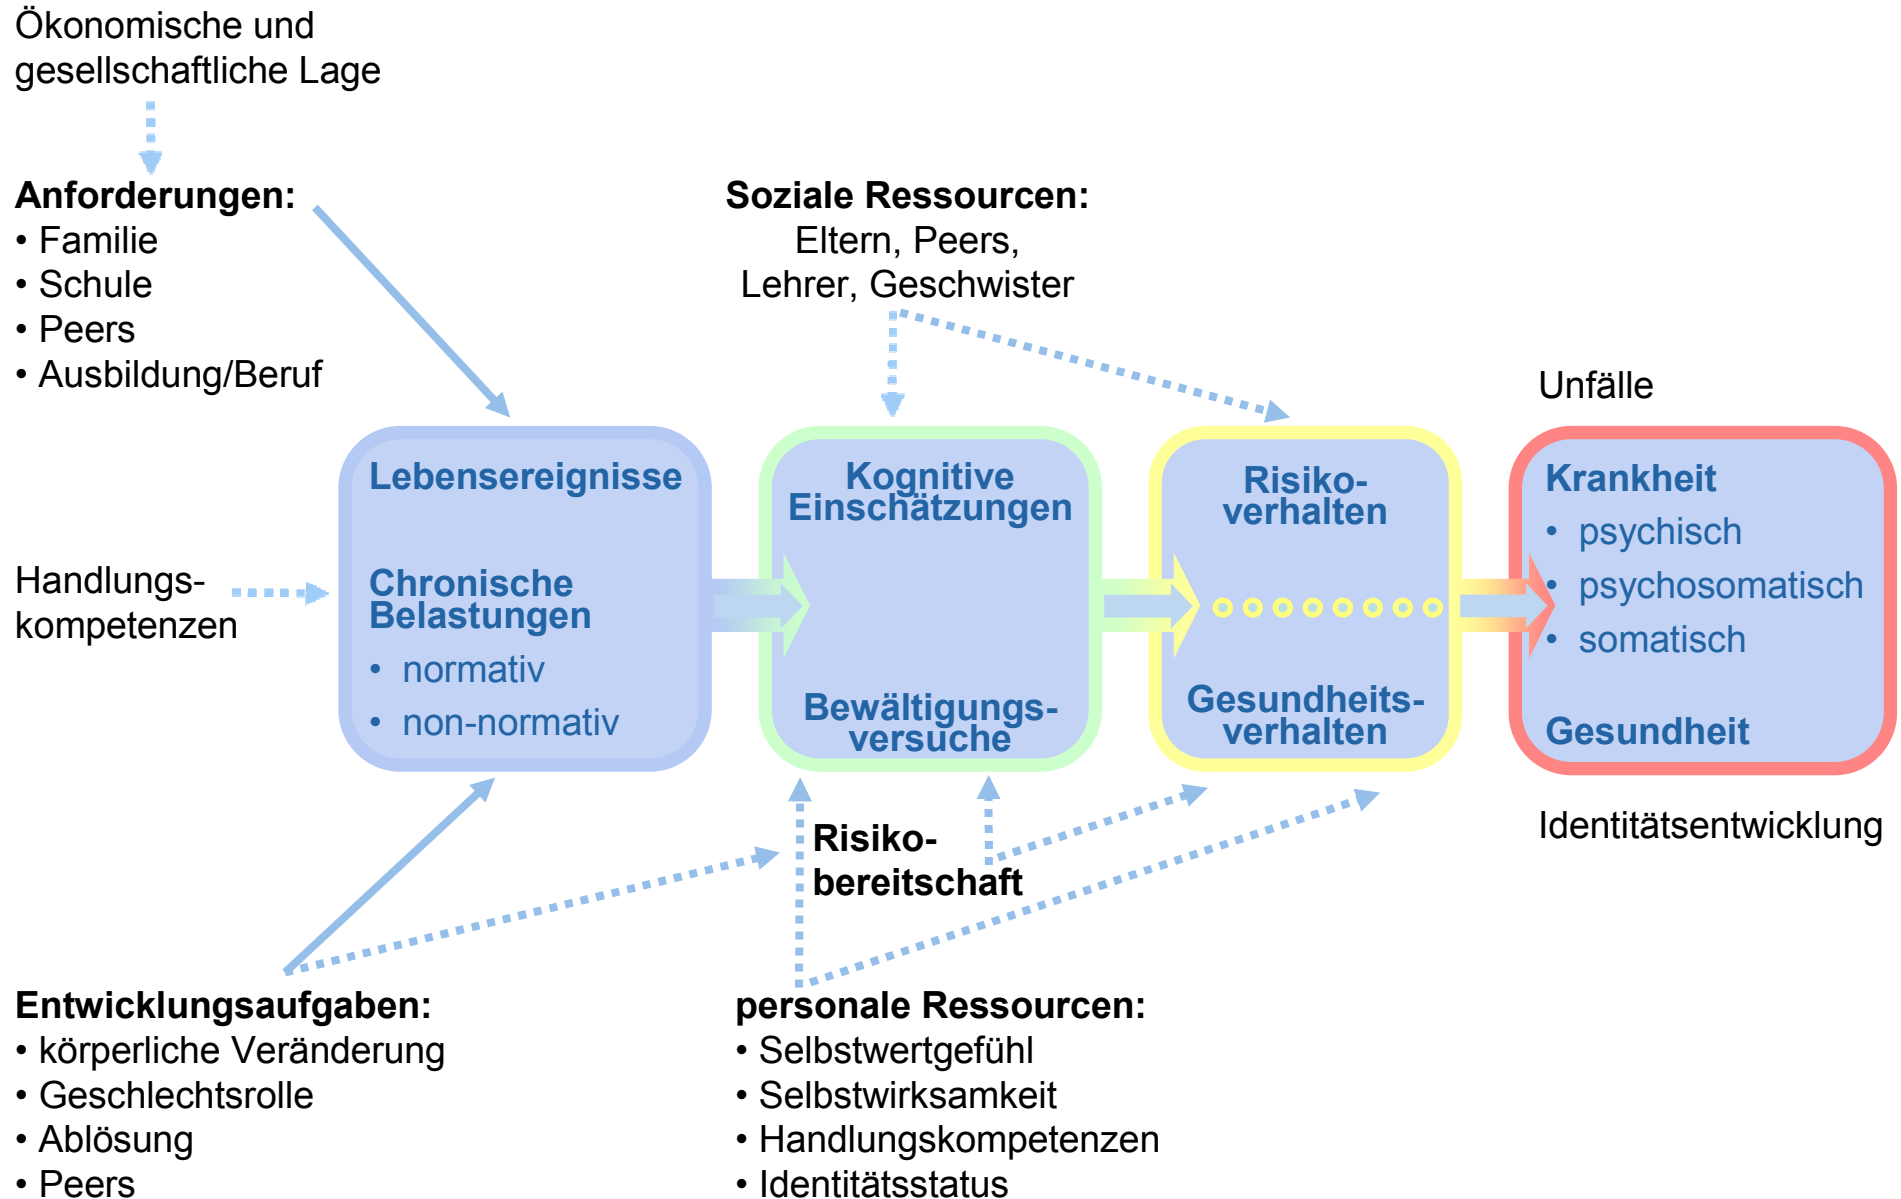 Ökonomische und
gesellschaftliche Lage
Anforderungen:
• Familie
• Schule
• Peers
• Ausbildung/Beruf
Soziale Ressourcen:
Eltern, Peers,
Lehrer, Geschwister
Handlungs-
kompetenzen
Lebensereignisse
Chronische
Belastungen
• normativ
• non-normativ
Kognitive
Einschätzungen
Bewältigungs-
versuche
Risiko-
verhalten
Gesundheits-
verhalten
Unfälle
Krankheit
• psychisch
• psychosomatisch
• somatisch
Gesundheit
Identitätsentwicklung
Risiko-
bereitschaft
Entwicklungsaufgaben:
• körperliche Veränderung
• Geschlechtsrolle
• Ablösung
• Peers
personale Ressourcen:
• Selbstwertgefühl
• Selbstwirksamkeit
• Handlungskompetenzen
• Identitätsstatus